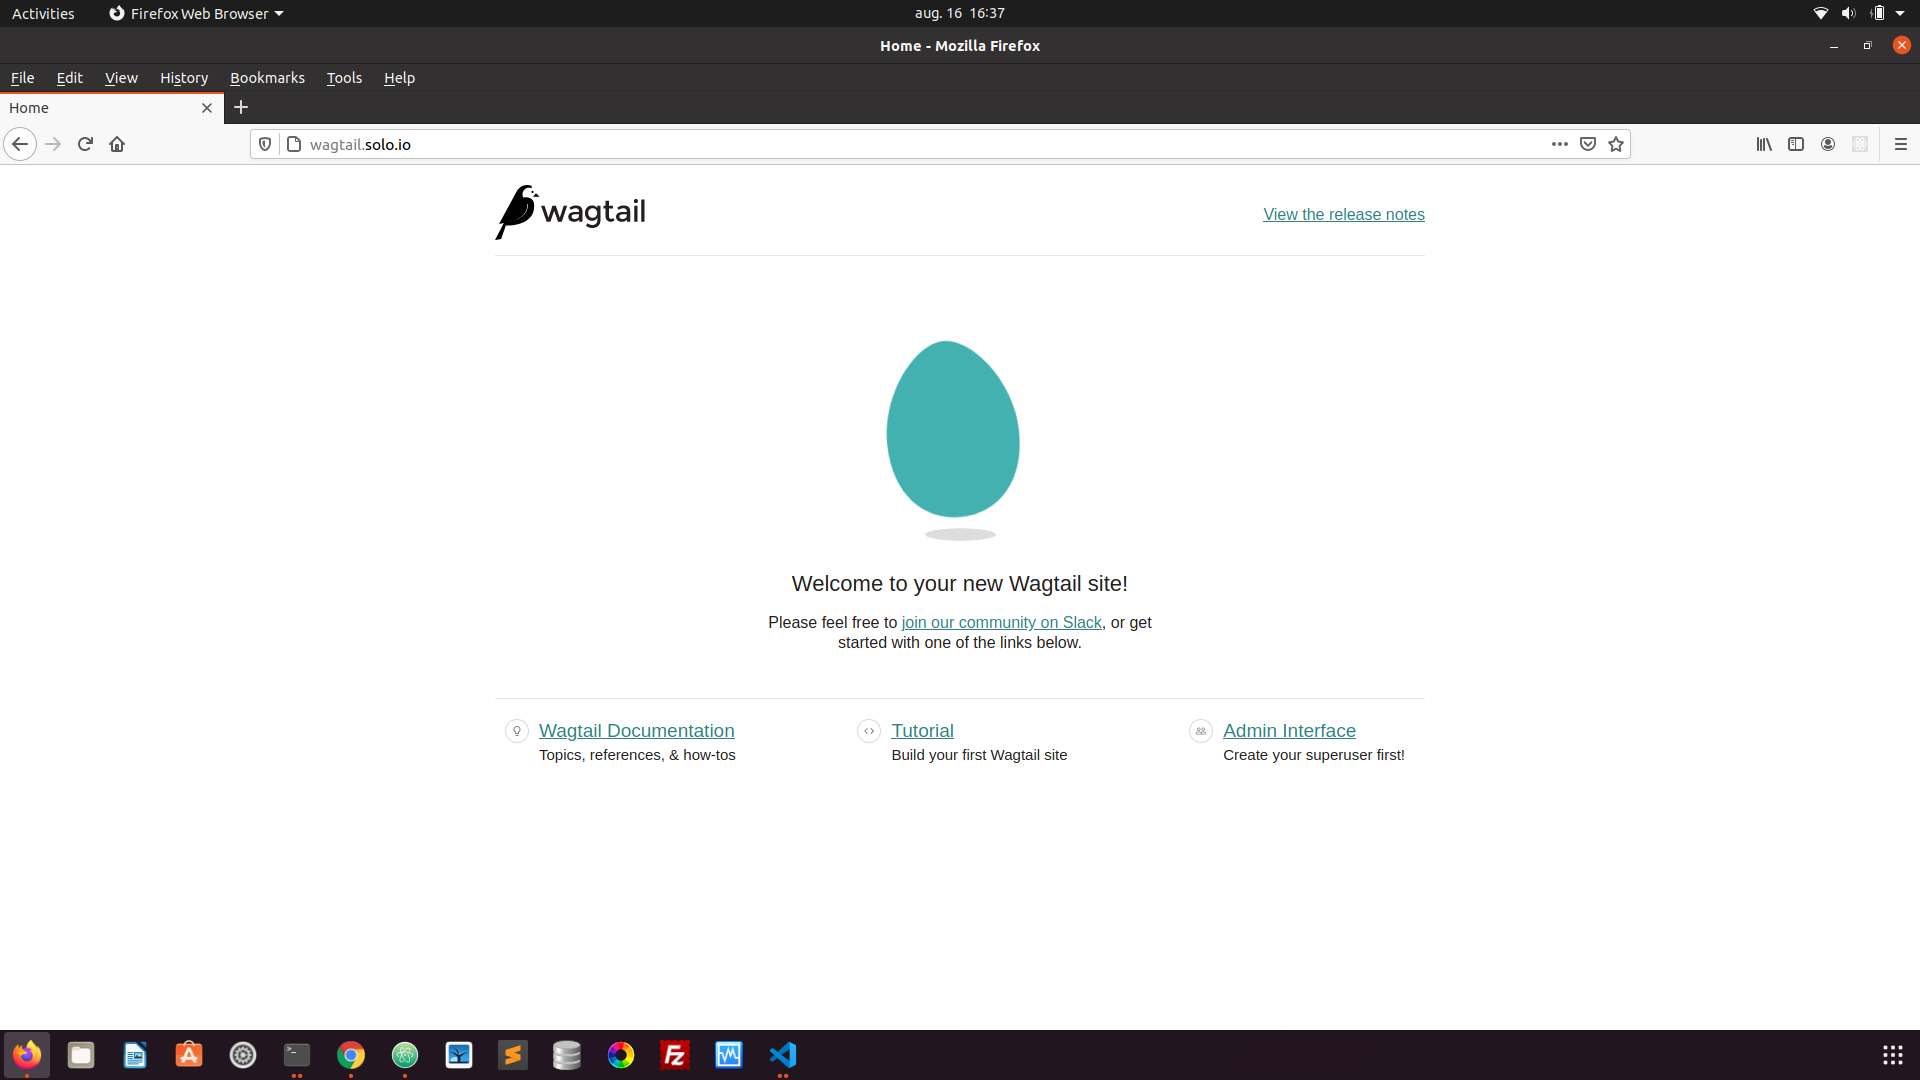 Activities
Firefox Web Browser
aug. 16 16:37
Home - Mozilla Firefox
File Edit View History Bookmarks Tools Help
Home
wagtail.solo.io
wagtail
View the release notes
Welcome to your new Wagtail site!
Please feel free to join our community on Slack, or get
started with one of the links below.
Wagtail Documentation
Topics, references, & how-tos
Tutorial
Build your first Wagtail site
Admin Interface
Create your superuser first!